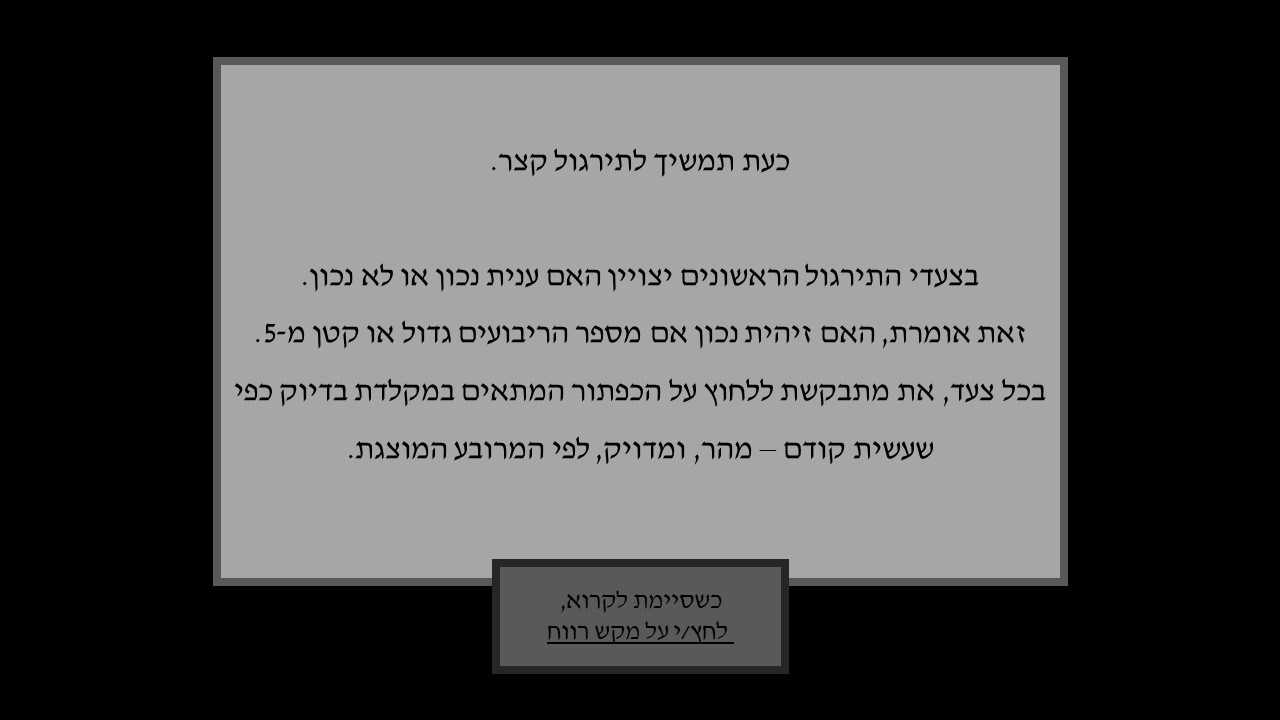 כעת תמשיך לתירגול קצר.
בצעדי התירגול הראשונים יצויין האם ענית נכון או לא נכון.
זאת אומרת, האם זיהית נכון אם מספר הריבועים גדול או קטן מ-5.
בכל צעד, את מתבקשת ללחוץ על הכפתור המתאים במקלדת בדיוק כפי
שעשית קודם – מהר, ומדויק, לפי המרובע המוצגת.
כשסיימת לקרוא,
לחץ/י על מקש רווח